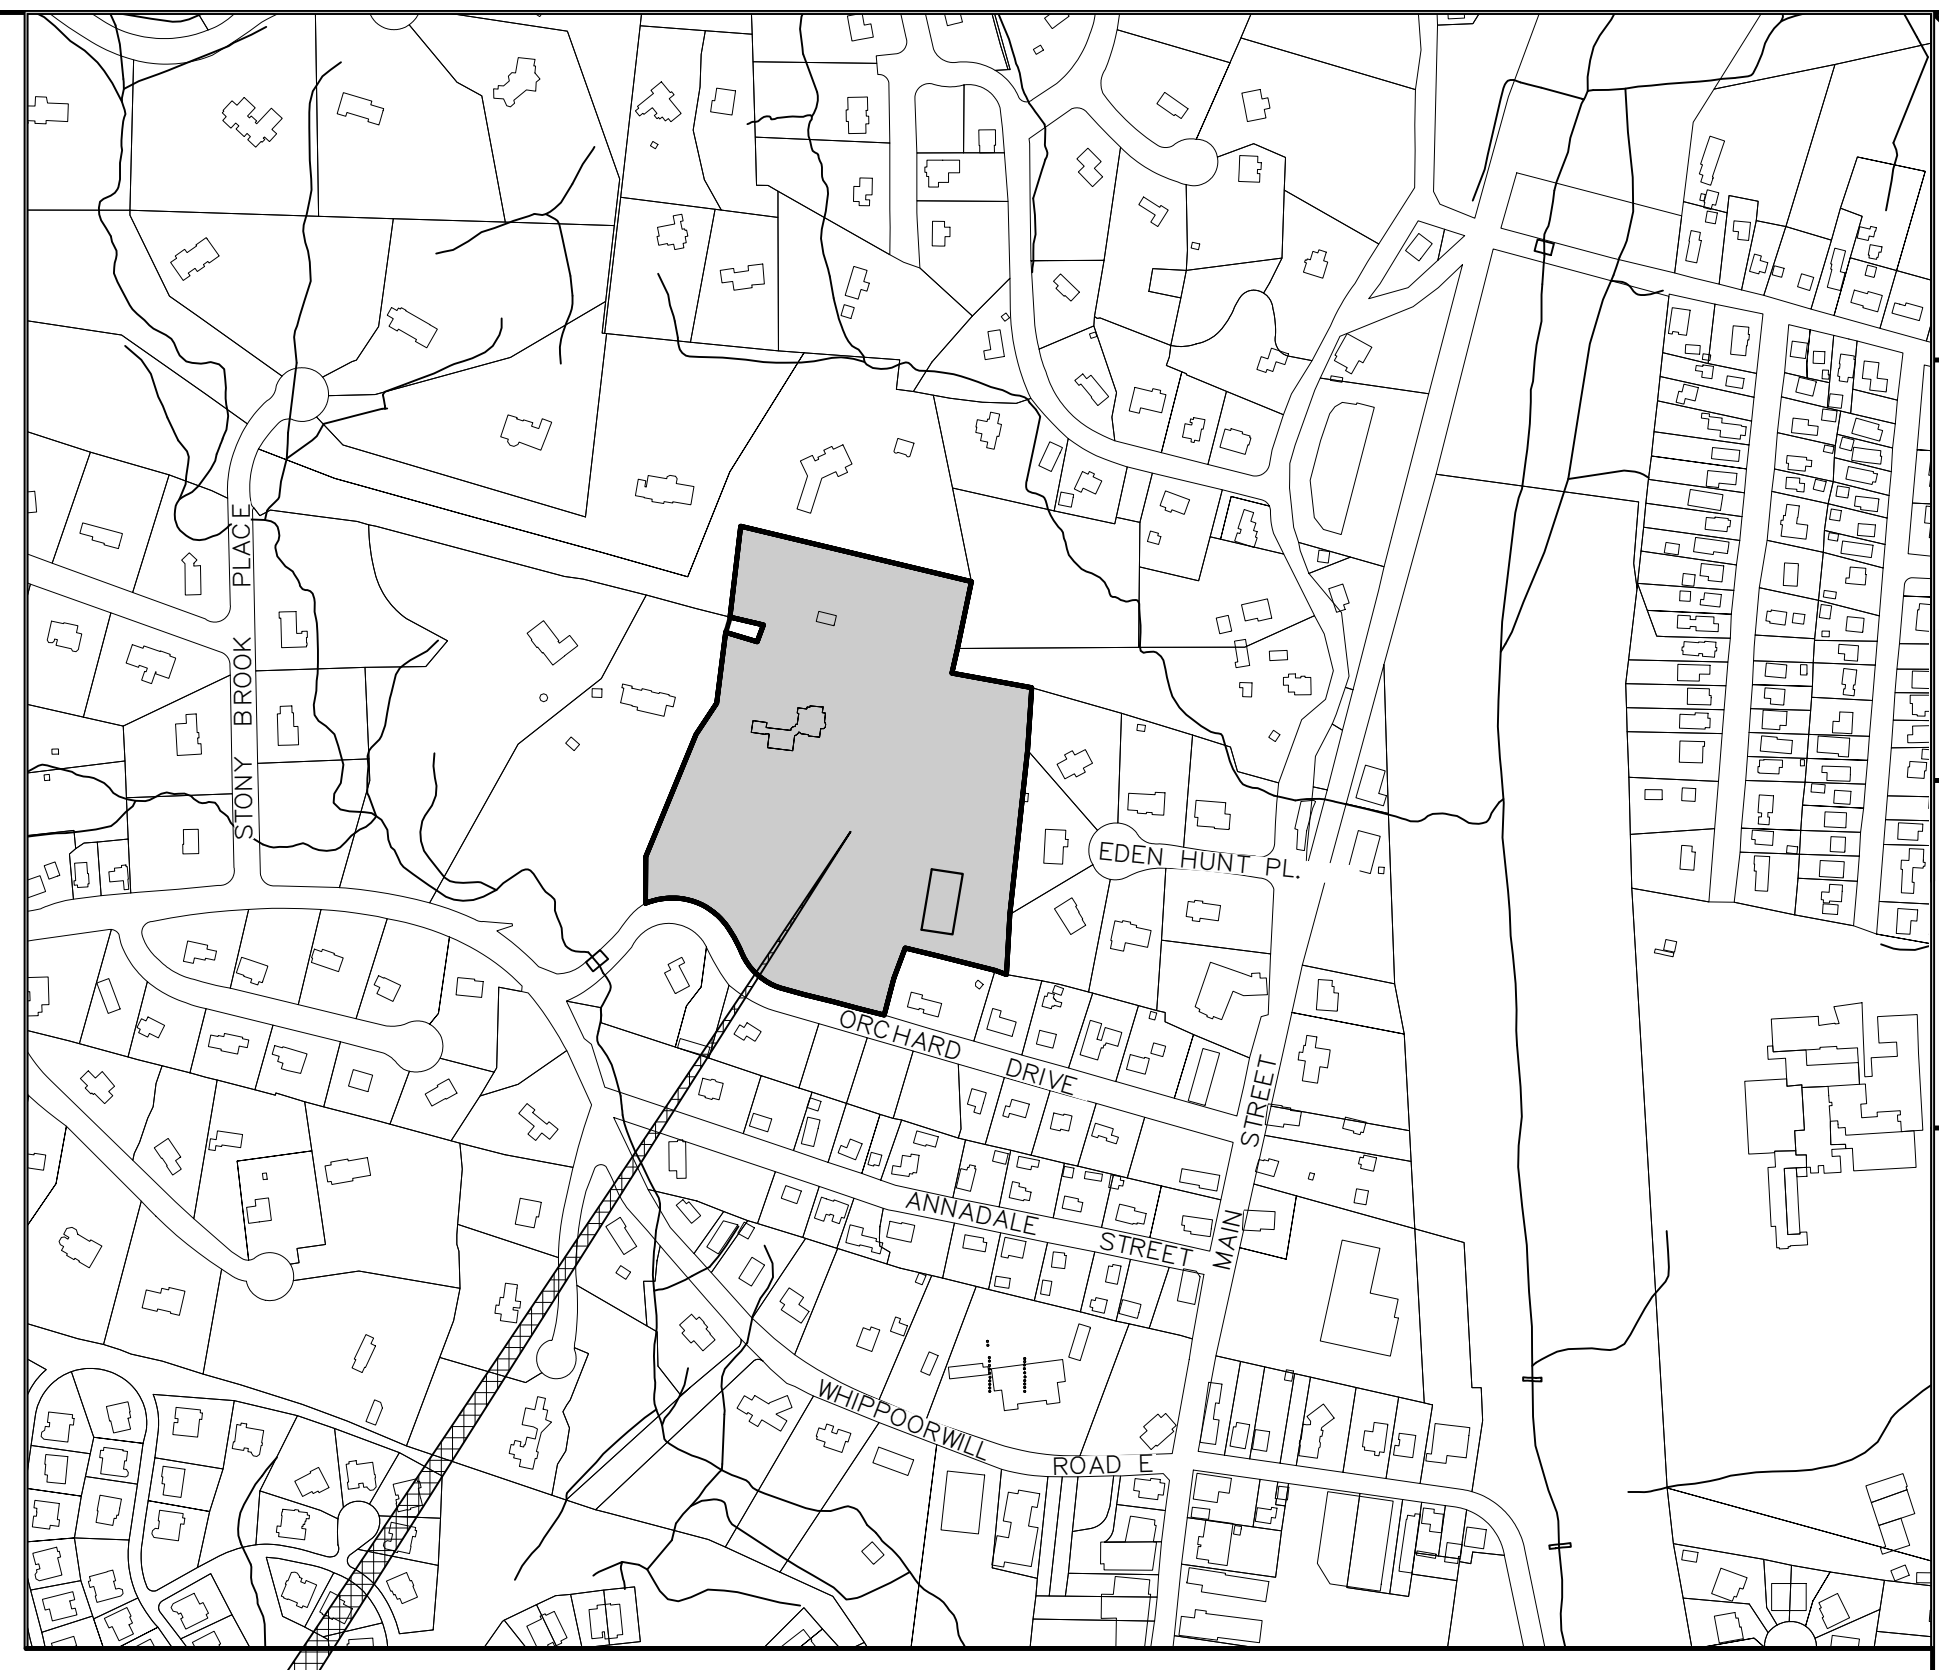 STONY BROOK PLACE
EDEN HUNT PL.
ORCHARD DRIVE
MAIN STREET
ANNADALE STREET
WHIPPOORWILL ROAD E